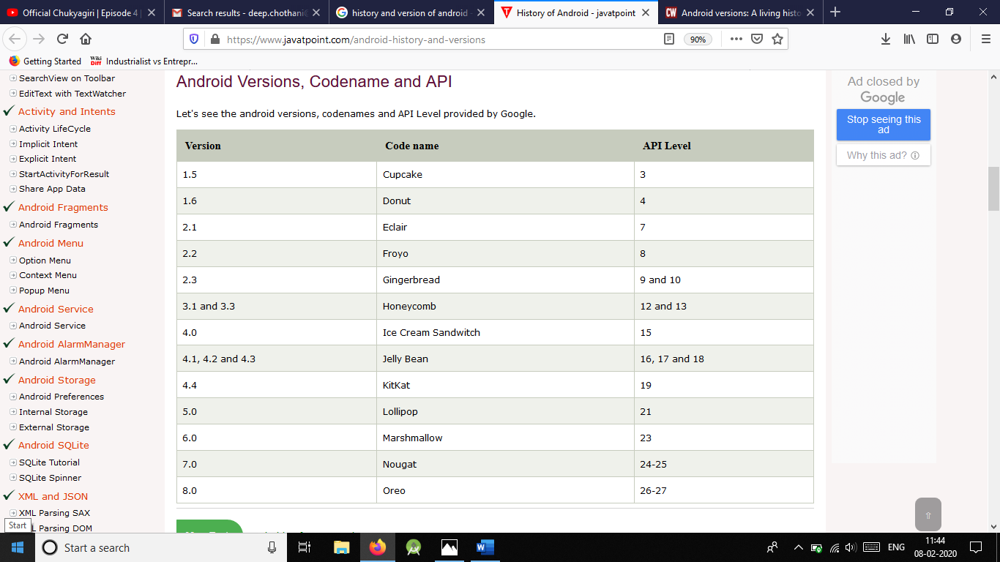 Official Chukyagiri | Episode 4 |
Search results - deep.chothani@
history and version of android -
History of Android - javatpoint
CW Android versions: A living histo
https://www.javatpoint.com/android-history-and-versions
90%
Getting Started
Wiki Diff Industrialist vs Entrepr...
SearchView on Toolbar
EditText with TextWatcher
Activity and Intents
Activity LifeCycle
Implicit Intent
Explicit Intent
StartActivityForResult
Share App Data
Android Fragments
Android Fragments
Android Menu
Option Menu
Context Menu
Popup Menu
Android Service
Android Service
Android AlarmManager
Android AlarmManager
Android Storage
Android Preferences
Internal Storage
External Storage
Android SQLite
SQLite Tutorial
SQLite Spinner
XML and JSON
XML Parsing SAX
Parsing DOM
Start
Android Versions, Codename and API
Let's see the android versions, codenames and API Level provided by Google.
Version Code name API Level
1.5 Cupcake 3
1.6 Donut 4
2.1 Eclair 7
2.2 Froyo 8
2.3 Gingerbread 9 and 10
3.1 and 3.3 Honeycomb 12 and 13
4.0 Ice Cream Sandwitch 15
4.1, 4.2 and 4.3 Jelly Bean 16, 17 and 18
4.4 KitKat 19
5.0 Lollipop 21
6.0 Marshmallow 23
7.0 Nougat 24-25
8.0 Oreo 26-27
Ad closed by
Google
Stop seeing this
ad
Why this ad?
Start a search
ENG
11:44
08-02-2020